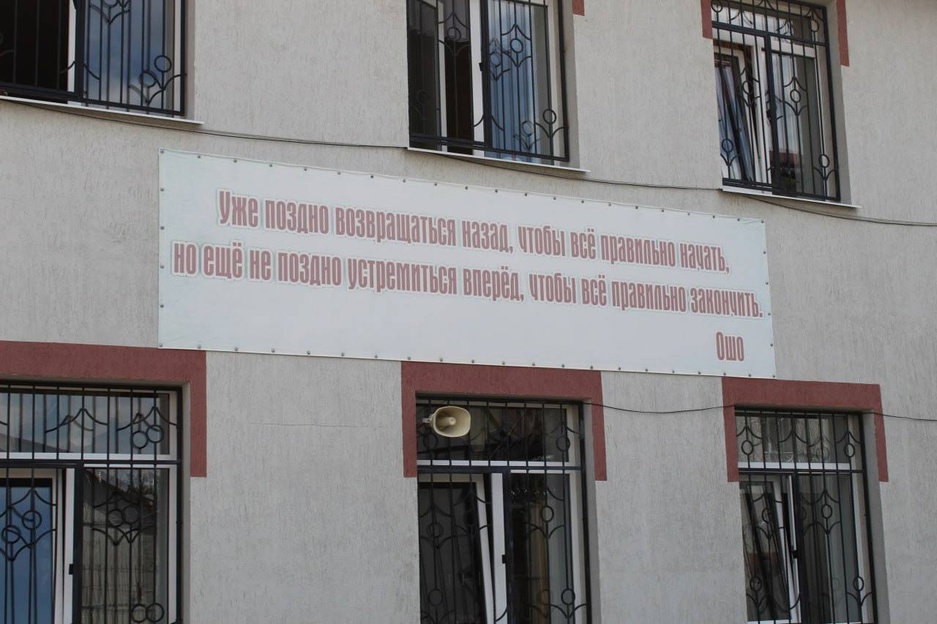 Уже поздно возвращаться назад, чтобы всё правильно начать,
но ещё не поздно устремиться вперёд, чтобы всё правильно закончить.
Ошо